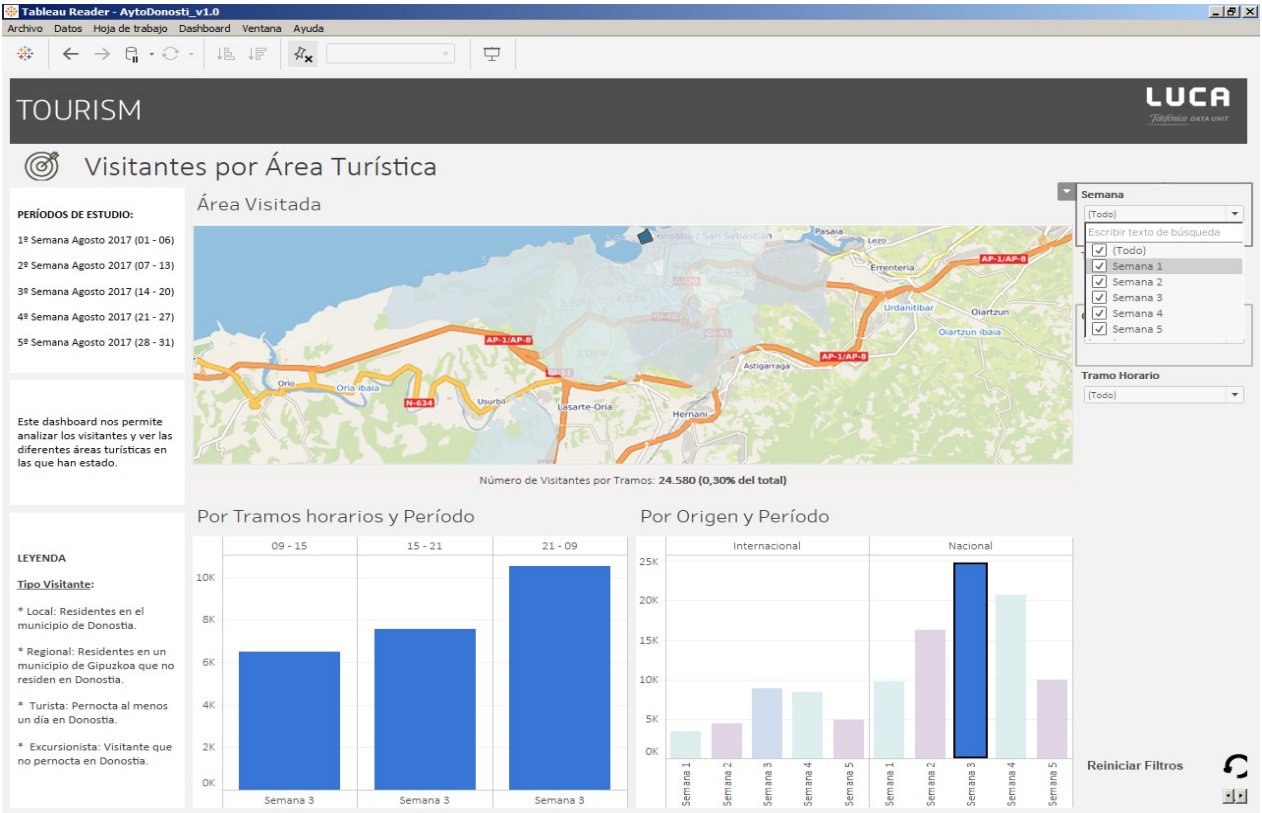 Tableau Reader - AytoDonosti_v1.0
Archivo Datos Hoja de trabajo Dashboard Ventana Ayuda
TOURISM
LUCA
Telefónica DATA UNIT
Visitantes por Área Turística
PERÍODOS DE ESTUDIO:
1º Semana Agosto 2017 (01 - 06)
2º Semana Agosto 2017 (07 - 13)
3º Semana Agosto 2017 (14 - 20)
4º Semana Agosto 2017 (21 - 27)
5º Semana Agosto 2017 (28 - 31)
Este dashboard nos permite
analizar los visitantes y ver las
diferentes áreas turísticas en
las que han estado.
LEYENDA
Tipo Visitante:
* Local: Residentes en el
municipio de Donostia.
* Regional: Residentes en un
municipio de Gipuzkoa que no
residen en Donostia.
* Turista: Pernocta al menos
un día en Donostia.
* Excursionista: Visitante que
no pernocta en Donostia.
Área Visitada
Donostia / San Sebastián
Pasaia
Lezo
Errenteria
AP-1/AP-8
GI-20
Urdanitibar
Oiartzun
Oiartzun ibaia
GI-40
GI-41
AP-1/AP-8
3,09%
AP-1/AP-8
Astigarraga
Orio
Oria ibaia
N-634
Usurbil
Lasarte-Oria
Hernani
Número de Visitantes por Tramos: 24.580 (0,30% del total)
Por Tramos horarios y Período
09 - 15
15 - 21
21 - 09
10K
8K
6K
4K
2K
0K
Semana 3
Semana 3
Semana 3
Por Origen y Período
Internacional
Nacional
25K
20K
15K
10K
5K
0K
Semana 1
Semana 2
Semana 3
Semana 4
Semana 5
Semana 1
Semana 2
Semana 3
Semana 4
Semana 5
Semana
(Todo)
Escribir texto de búsqueda
(Todo)
Semana 1
Semana 2
Semana 3
Semana 4
Semana 5
Tramo Horario
(Todo)
Reiniciar Filtros